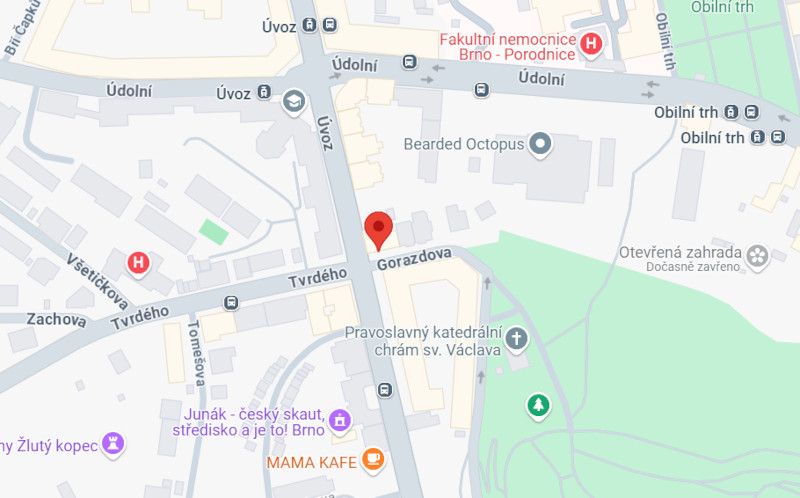 Bří Čapků
Úvoz
Obilní trh
Obilní trh
Fakultní nemocnice
Brno - Porodnice
Údolní
Údolní
Údolní
Úvoz
Úvoz
Obilní trh
Obilní trh
Bearded Octopus
Všetičkova
Otevřená zahrada
Dočasně zavřeno
Gorazdova
Tvrdého
Zachova
Tvrdého
Tomešova
Pravoslavný katedrální
chrám sv. Václava
Junák - český skaut,
středisko a je to! Brno
ny Žlutý kopec
MAMA KAFE